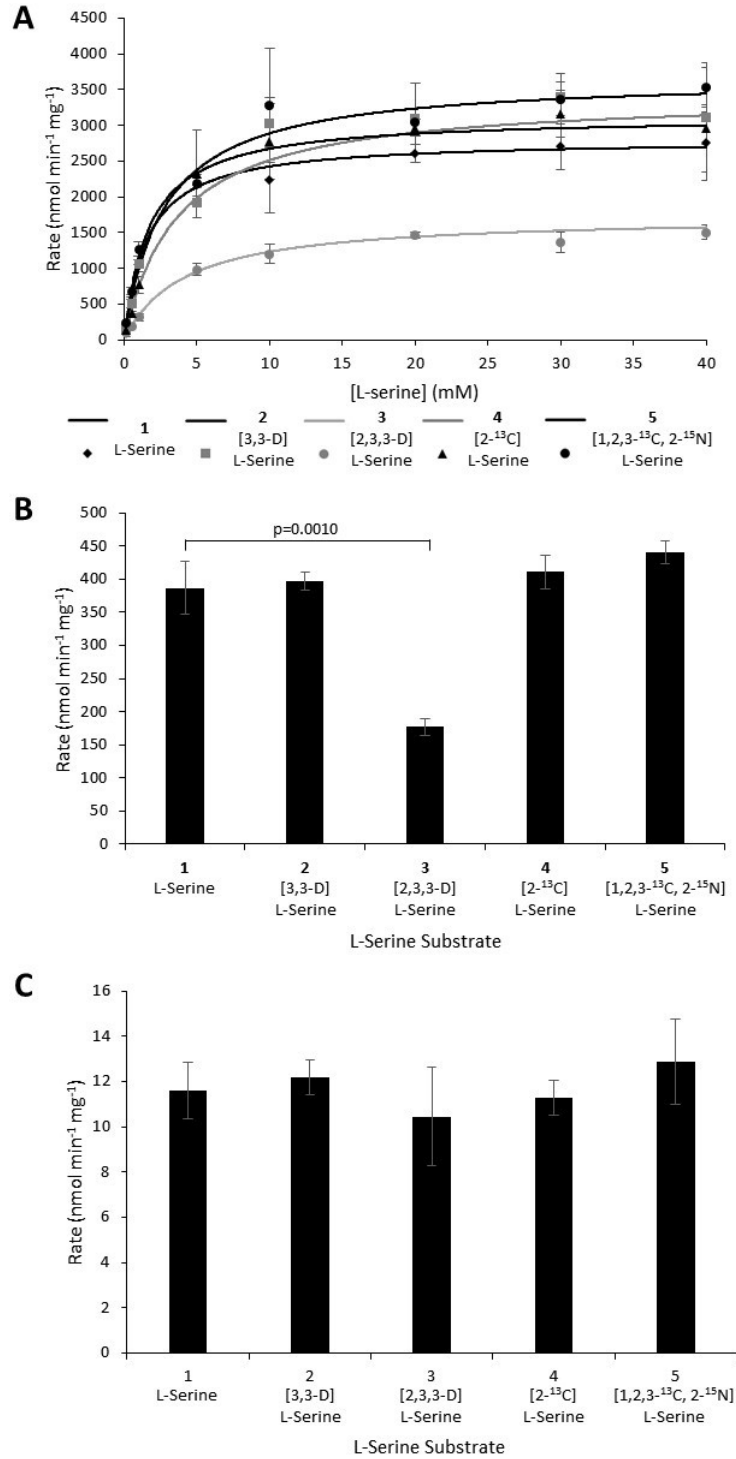 A
4500
4000
3500
3000
2500
2000
1500
1000
500
0
Rate (nmol min⁻¹ mg⁻¹)
0 5 10 15 20 25 30 35 40
[L-serine] (mM)
1 2 3 4 5
[3,3-D] [2,3,3-D] [2-¹³C] [1,2,3-¹³C, 2-¹⁵N]
L-Serine L-Serine L-Serine L-Serine L-Serine
B
500
450
400
350
300
250
200
150
100
50
0
Rate (nmol min⁻¹ mg⁻¹)
p=0.0010
1 2 3 4 5
L-Serine [3,3-D] [2,3,3-D] [2-¹³C] [1,2,3-¹³C, 2-¹⁵N]
L-Serine L-Serine L-Serine L-Serine
L-Serine Substrate
C
16
14
12
10
8
6
4
2
0
Rate (nmol min⁻¹ mg⁻¹)
1 2 3 4 5
L-Serine [3,3-D] [2,3,3-D] [2-¹³C] [1,2,3-¹³C, 2-¹⁵N]
L-Serine L-Serine L-Serine L-Serine
L-Serine Substrate